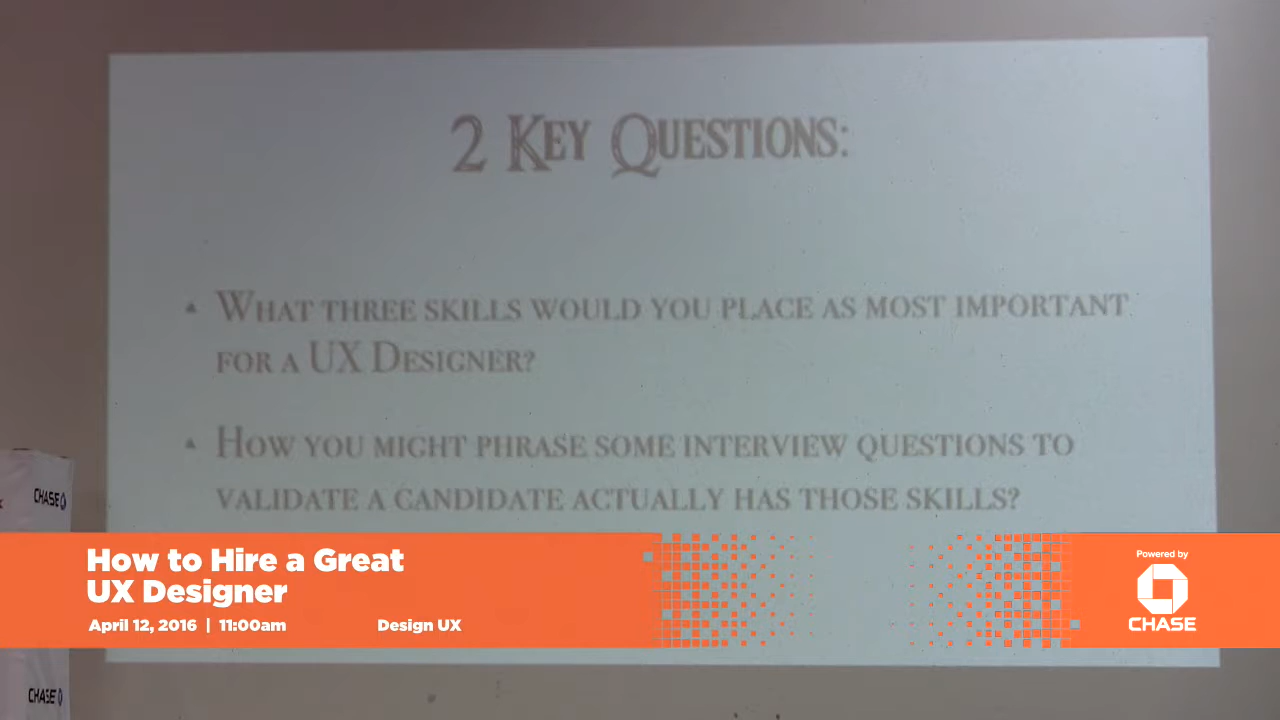 2 Key Questions:
What three skills would you place as most important
for a UX Designer?
How you might phrase some interview questions to
validate a candidate actually has those skills?
CHASE
How to Hire a Great
UX Designer
April 12, 2016 | 11:00am
Design UX
Powered by
CHASE
CHASE